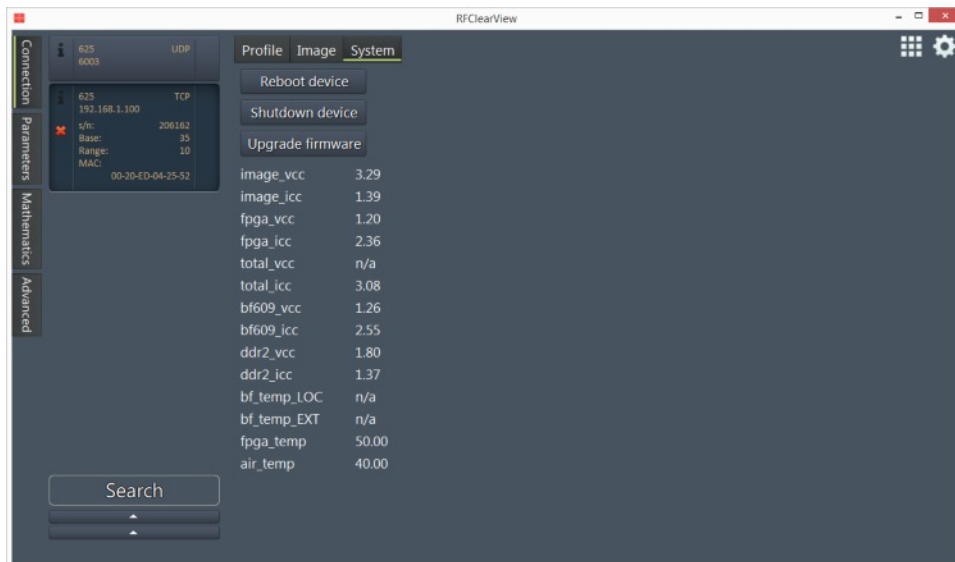 RFClearView
Connection
Parameters
Mathematics
Advanced
625 UDP
6003
625 TCP
192.168.1.100
s/n: 206162
Base: 35
Range: 10
MAC:
00-20-ED-04-25-52
Search
Profile Image System
Reboot device
Shutdown device
Upgrade firmware
image_vcc 3.29
image_icc 1.39
fpga_vcc 1.20
fpga_icc 2.36
total_vcc n/a
total_icc 3.08
bf609_vcc 1.26
bf609_icc 2.55
ddr2_vcc 1.80
ddr2_icc 1.37
bf_temp_LOC n/a
bf_temp_EXT n/a
fpga_temp 50.00
air_temp 40.00